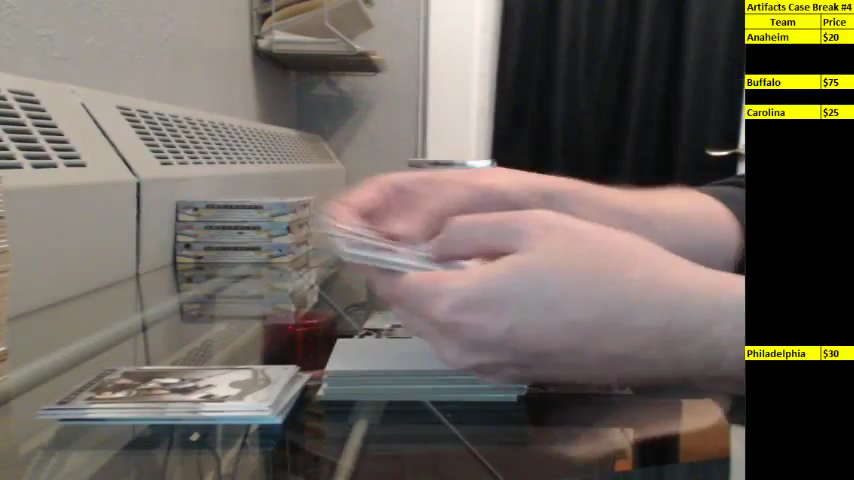 Artifacts Case Break #4
Team Price
Anaheim $20
Buffalo $75
Carolina $25
Philadelphia $30